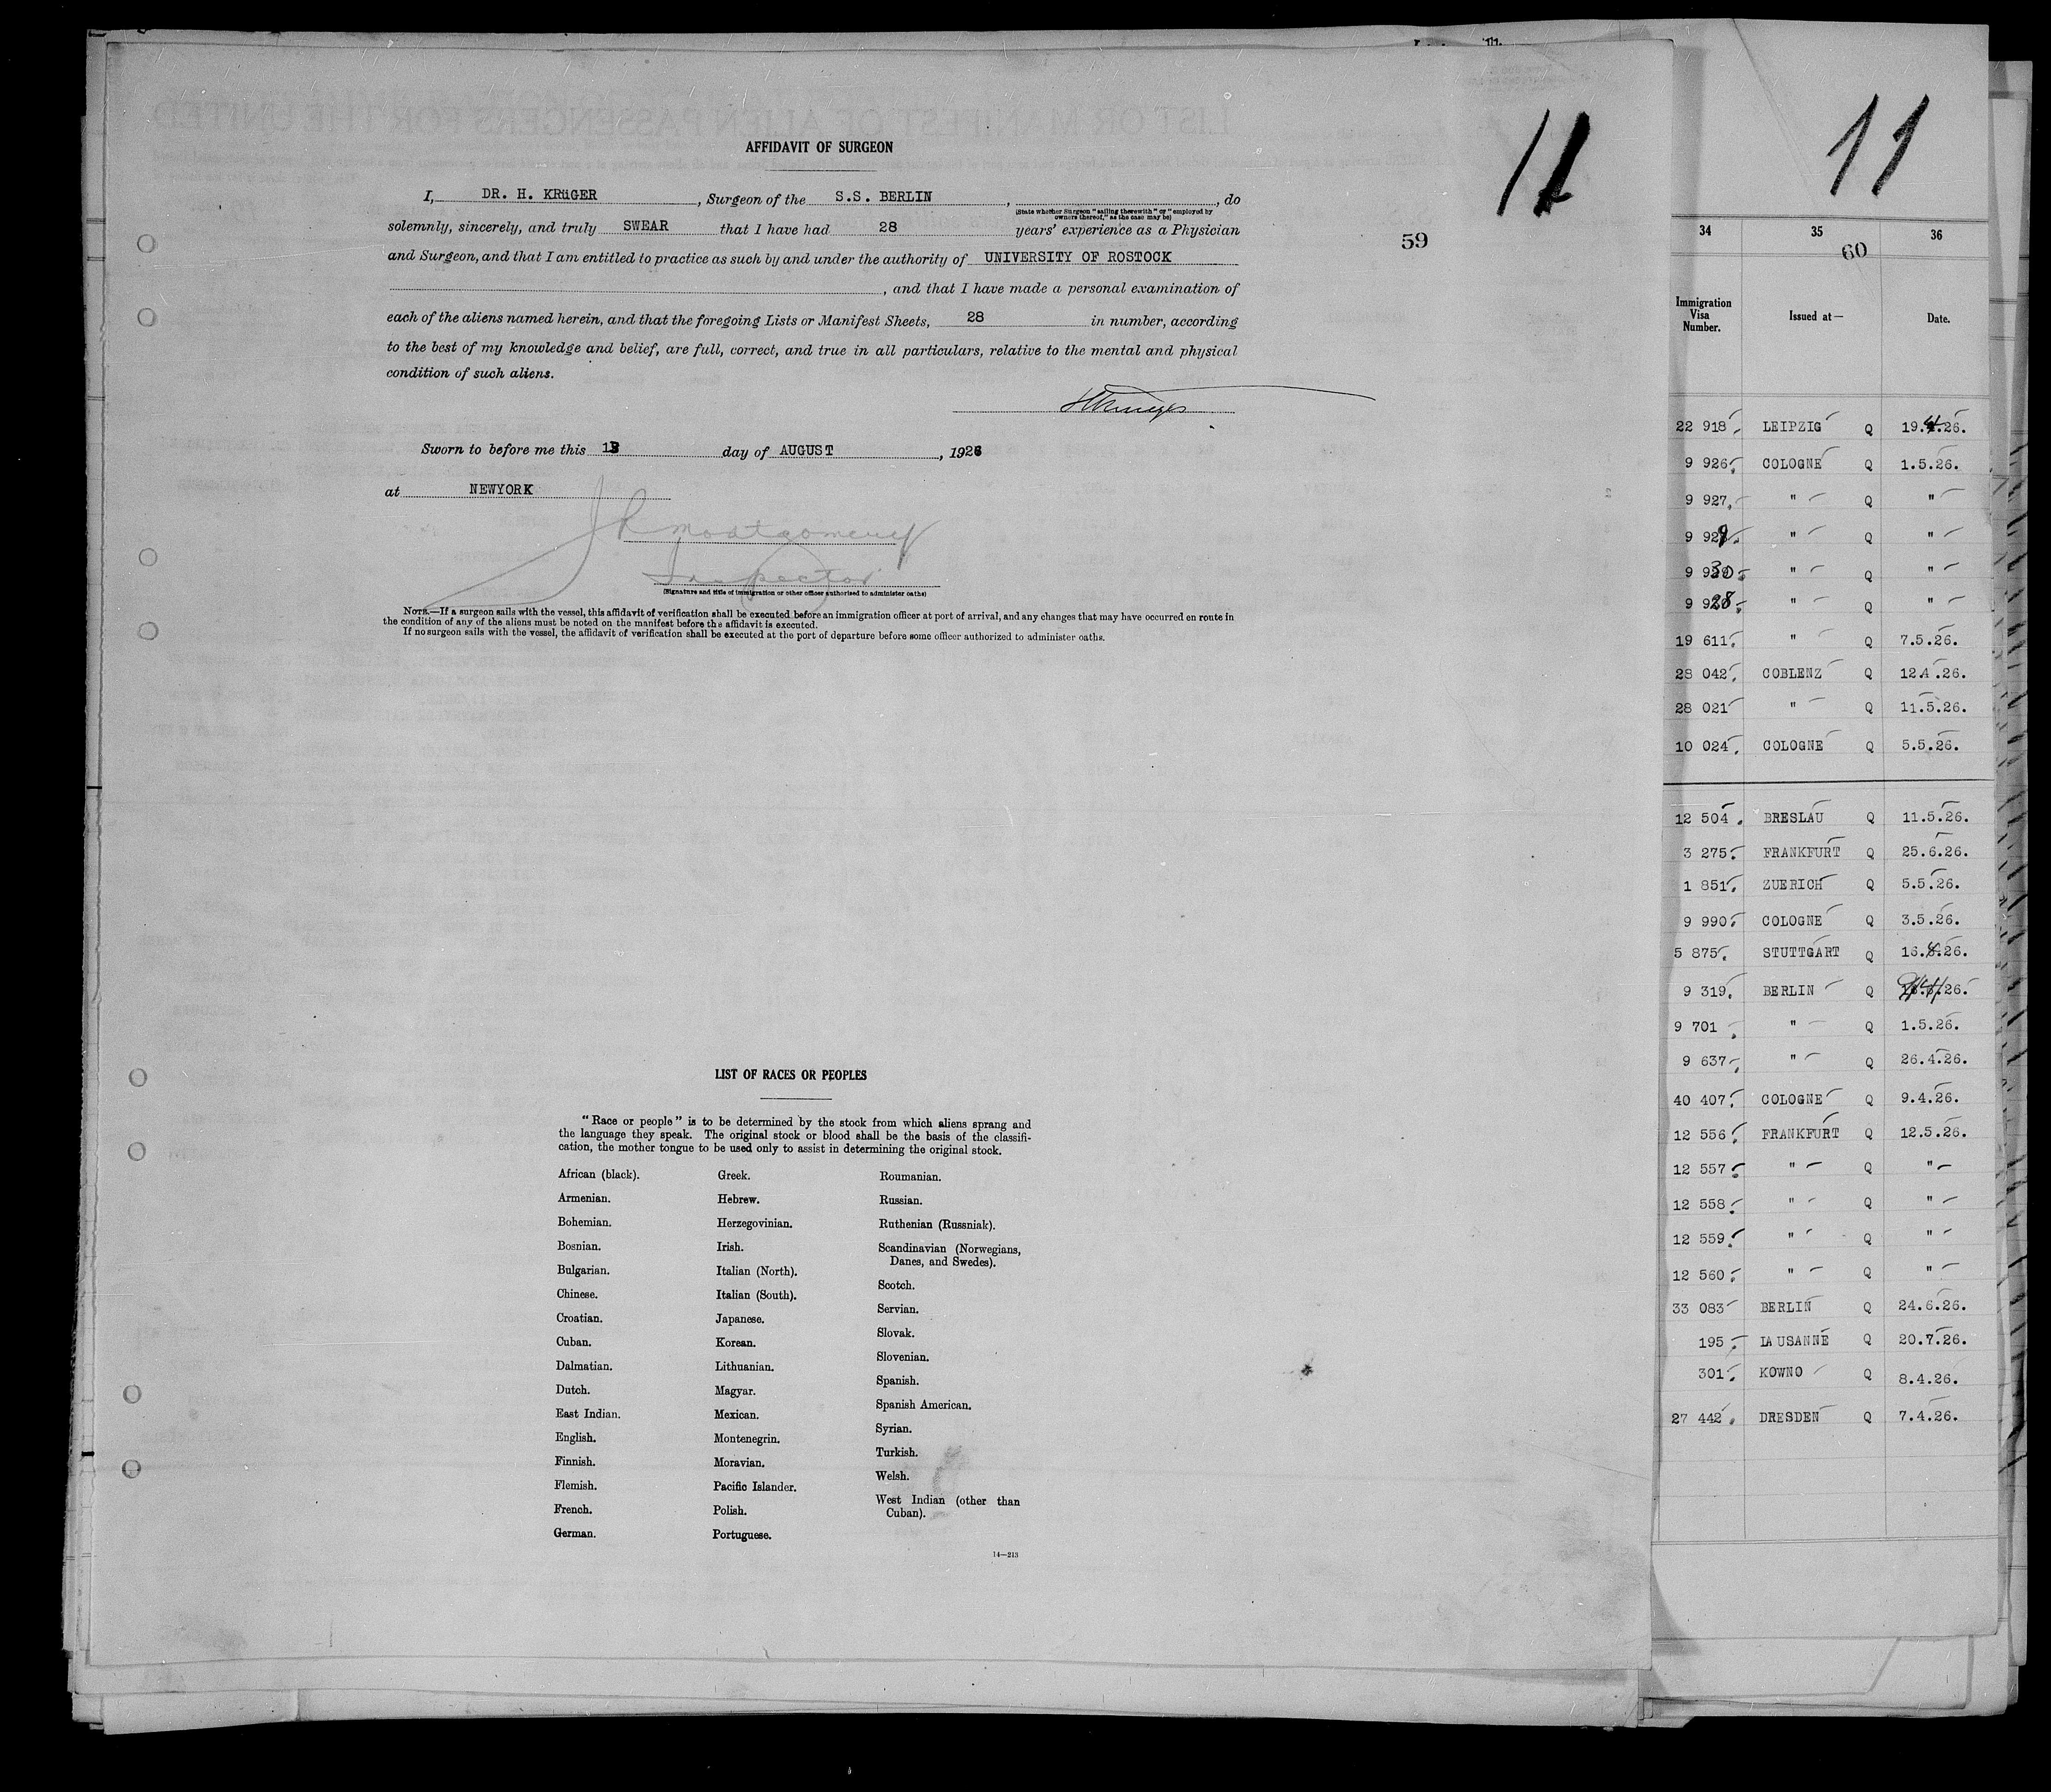 AFFIDAVIT OF SURGEON
I, DR. H. KRüGER, Surgeon of the S.S. BERLIN, , do
(State whether Surgeon "sailing therewith" or "employed by
owners thereof," as the case may be)
solemnly, sincerely, and truly SWEAR that I have had 28 years' experience as a Physician
and Surgeon, and that I am entitled to practice as such by and under the authority of UNIVERSITY OF ROSTOCK
, and that I have made a personal examination of
each of the aliens named herein, and that the foregoing Lists or Manifest Sheets, 28 in number, according
to the best of my knowledge and belief, are full, correct, and true in all particulars, relative to the mental and physical
condition of such aliens.
HKrueger
Sworn to before me this 13 day of AUGUST, 1926
at NEWYORK
J R Montgomery
Inspector
(Signature and title of immigration or other officer authorized to administer oaths)
NOTE.—If a surgeon sails with the vessel, this affidavit of verification shall be executed before an immigration officer at port of arrival, and any changes that may have occurred en route in
the condition of any of the aliens must be noted on the manifest before the affidavit is executed.
If no surgeon sails with the vessel, the affidavit of verification shall be executed at the port of departure before some officer authorized to administer oaths.
11
59
LIST OF RACES OR PEOPLES
"Race or people" is to be determined by the stock from which aliens sprang and
the language they speak. The original stock or blood shall be the basis of the classifi-
cation, the mother tongue to be used only to assist in determining the original stock.
African (black).
Armenian.
Bohemian.
Bosnian.
Bulgarian.
Chinese.
Croatian.
Cuban.
Dalmatian.
Dutch.
East Indian.
English.
Finnish.
Flemish.
French.
German.
Greek.
Hebrew.
Herzegovinian.
Irish.
Italian (North).
Italian (South).
Japanese.
Korean.
Lithuanian.
Magyar.
Mexican.
Montenegrin.
Moravian.
Pacific Islander.
Polish.
Portuguese.
Roumanian.
Russian.
Ruthenian (Russniak).
Scandinavian (Norwegians,
Danes, and Swedes).
Scotch.
Servian.
Slovak.
Slovenian.
Spanish.
Spanish American.
Syrian.
Turkish.
Welsh.
West Indian (other than
Cuban).
14—213
11
34 35 36
60
Immigration
Visa
Number.
Issued at—
Date.
22 918 LEIPZIG Q 19.4.26.
9 926 COLOGNE Q 1.5.26.
9 927 " Q "
9 929 " Q "
9 930 " Q "
9 928 " Q "
19 611 " Q 7.5.26.
28 042 COBLENZ Q 12.4.26.
28 021 " Q 11.5.26.
10 024 COLOGNE Q 5.5.26.
12 504 BRESLAU Q 11.5.26.
3 275 FRANKFURT Q 25.6.26.
1 851 ZUERICH Q 5.5.26.
9 990 COLOGNE Q 3.5.26.
5 875 STUTTGART Q 16.4.26.
9 319 BERLIN Q .26.
9 701 " Q 1.5.26.
9 637 " Q 26.4.26.
40 407 COLOGNE Q 9.4.26.
12 556 FRANKFURT Q 12.5.26.
12 557 " Q "
12 558 " Q "
12 559 " Q "
12 560 " Q "
33 083 BERLIN Q 24.6.26.
195 LAUSANNE Q 20.7.26.
301 KOWNO Q 8.4.26.
27 442 DRESDEN Q 7.4.26.